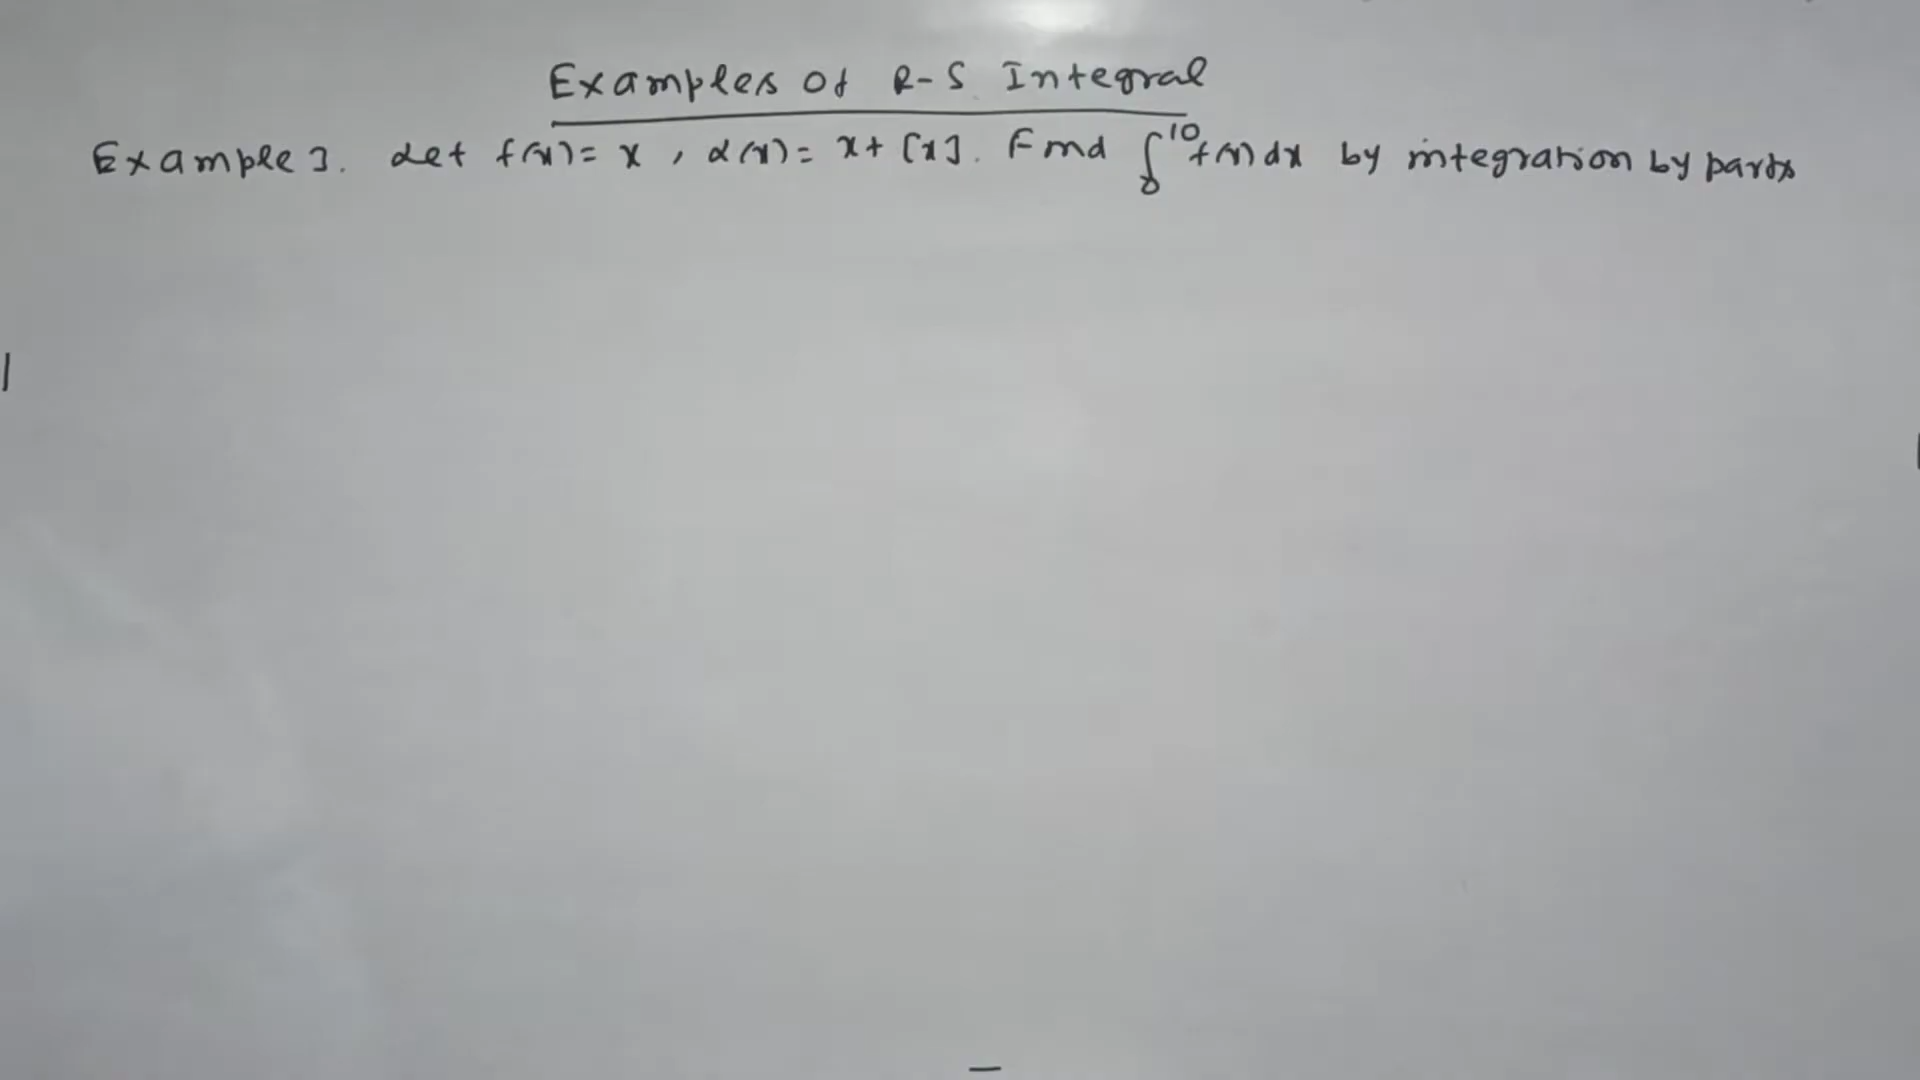 Examples of R-S Integral
Example 3. Let f(x) = x , α(x) = x + [x]. Find ∫₀¹⁰ f(x) dα by integration by parts